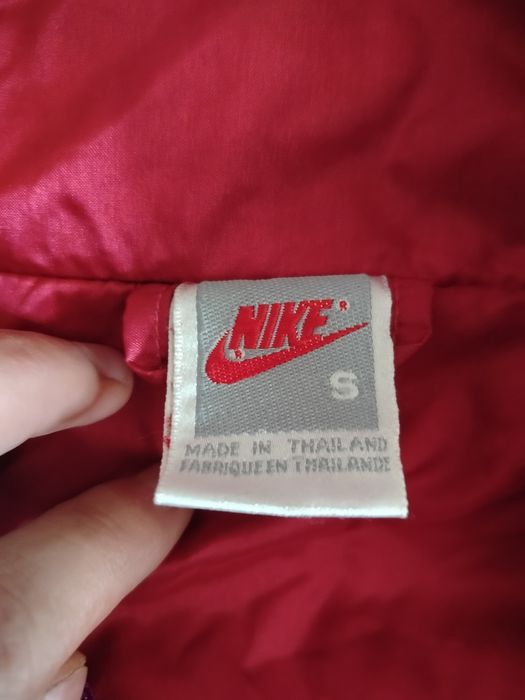 NIKE®
®
S
MADE IN THAILAND
FABRIQUE EN THAILANDE